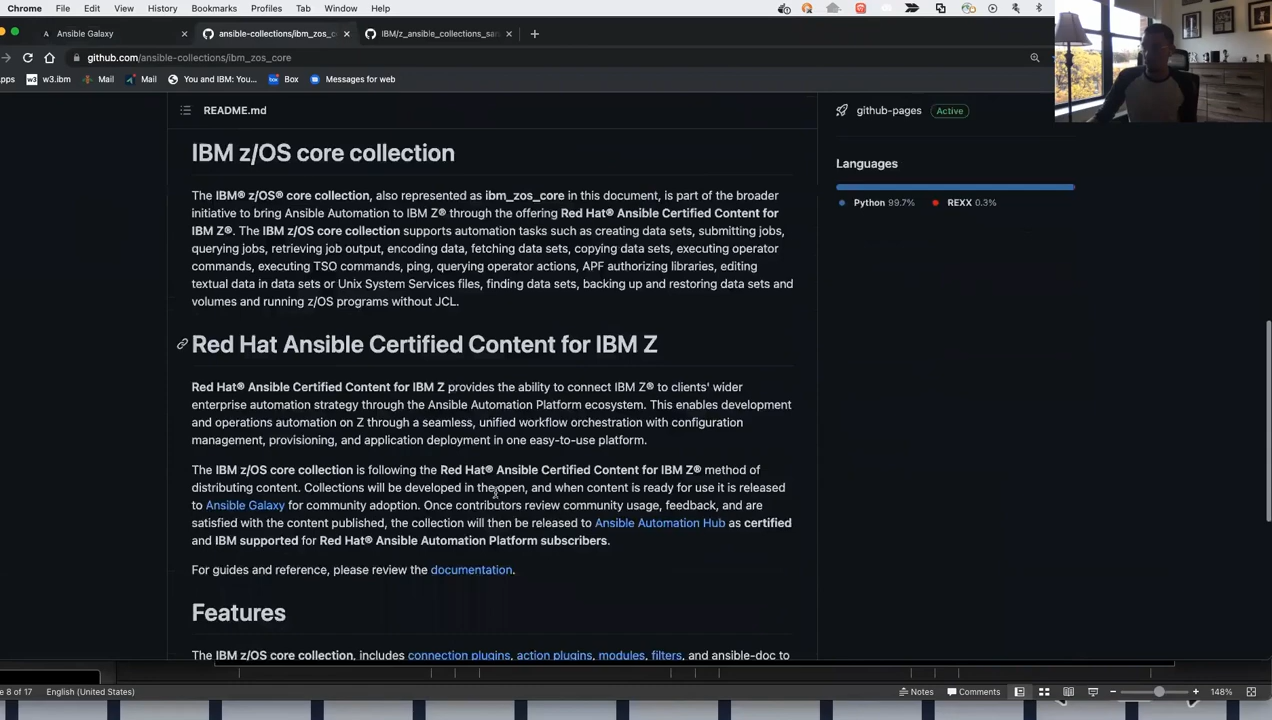 Chrome File Edit View History Bookmarks Profiles Tab Window Help
Ansible Galaxy
ansible-collections/ibm_zos_c
IBM/z_ansible_collections_sa
github.com/ansible-collections/ibm_zos_core
pps w3.ibm Mail Mail You and IBM: You... Box Messages for web
README.md
github-pages Active
IBM z/OS core collection
Languages
Python 99.7% REXX 0.3%
The IBM® z/OS® core collection, also represented as ibm_zos_core in this document, is part of the broader
initiative to bring Ansible Automation to IBM Z® through the offering Red Hat® Ansible Certified Content for
IBM Z®. The IBM z/OS core collection supports automation tasks such as creating data sets, submitting jobs,
querying jobs, retrieving job output, encoding data, fetching data sets, copying data sets, executing operator
commands, executing TSO commands, ping, querying operator actions, APF authorizing libraries, editing
textual data in data sets or Unix System Services files, finding data sets, backing up and restoring data sets and
volumes and running z/OS programs without JCL.
Red Hat Ansible Certified Content for IBM Z
Red Hat® Ansible Certified Content for IBM Z provides the ability to connect IBM Z® to clients' wider
enterprise automation strategy through the Ansible Automation Platform ecosystem. This enables development
and operations automation on Z through a seamless, unified workflow orchestration with configuration
management, provisioning, and application deployment in one easy-to-use platform.
The IBM z/OS core collection is following the Red Hat® Ansible Certified Content for IBM Z® method of
distributing content. Collections will be developed in the open, and when content is ready for use it is released
to Ansible Galaxy for community adoption. Once contributors review community usage, feedback, and are
satisfied with the content published, the collection will then be released to Ansible Automation Hub as certified
and IBM supported for Red Hat® Ansible Automation Platform subscribers.
For guides and reference, please review the documentation.
Features
The IBM z/OS core collection, includes connection plugins, action plugins, modules, filters, and ansible-doc to
e 8 of 17 English (United States) Notes Comments 148%